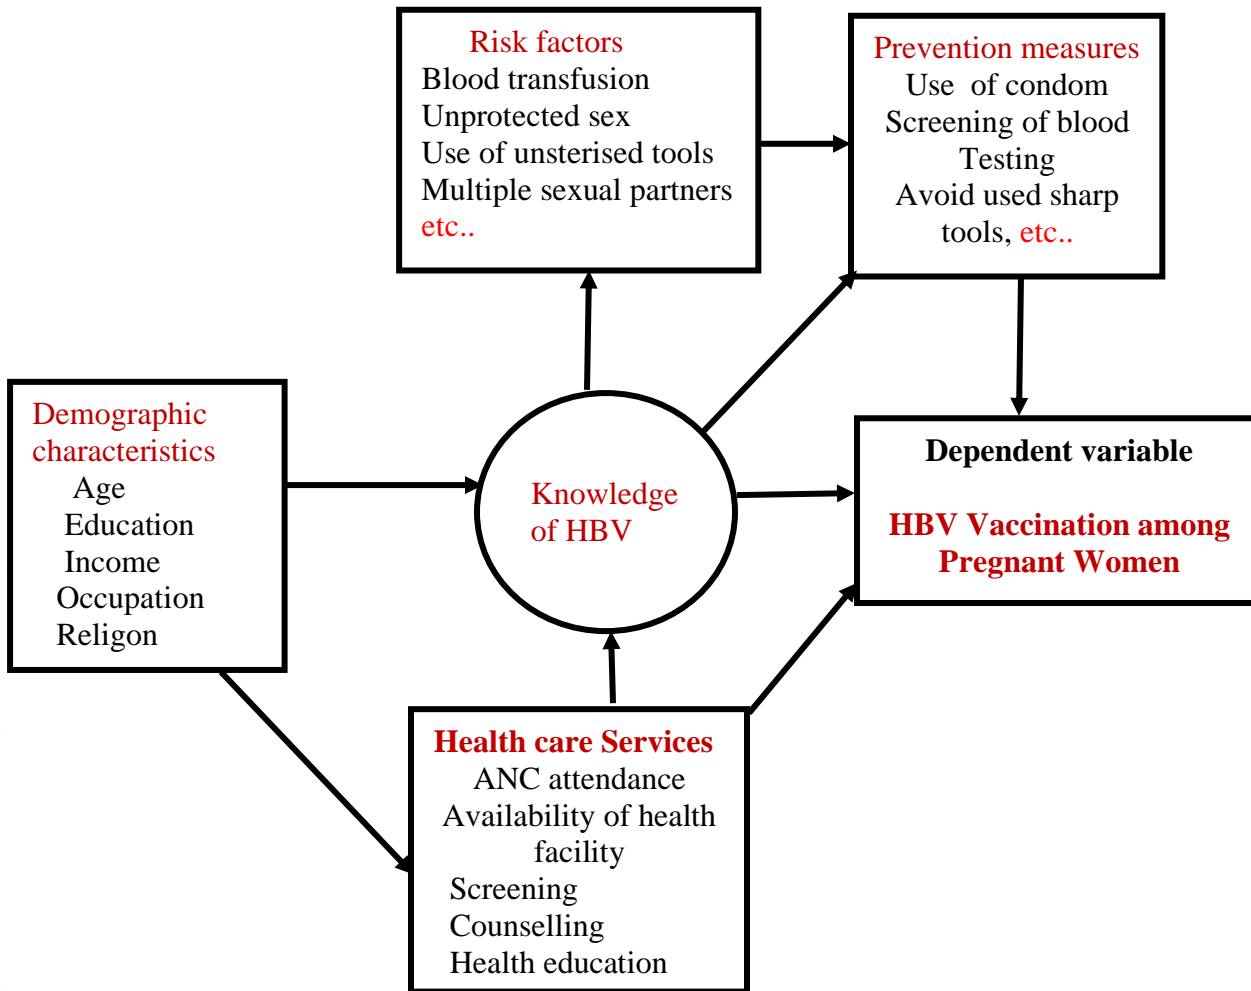 Risk factors
Blood transfusion
Unprotected sex
Use of unsterised tools
Multiple sexual partners
etc..
Prevention measures
Use of condom
Screening of blood
Testing
Avoid used sharp
tools, etc..
Demographic
characteristics
Age
Education
Income
Occupation
Religon
Knowledge
of HBV
Dependent variable
HBV Vaccination among
Pregnant Women
Health care Services
ANC attendance
Availability of health
facility
Screening
Counselling
Health education